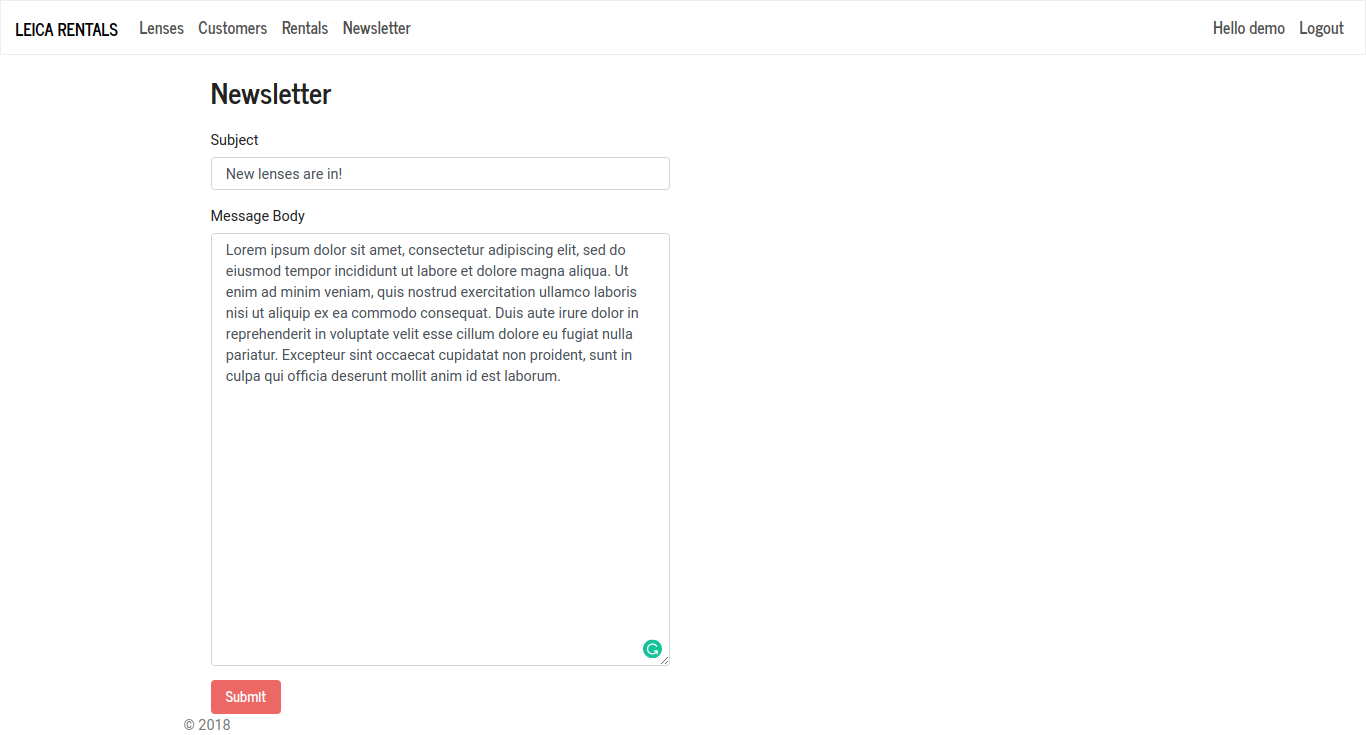 LEICA RENTALS Lenses Customers Rentals Newsletter Hello demo Logout
Newsletter
Subject
New lenses are in!
Message Body
Lorem ipsum dolor sit amet, consectetur adipiscing elit, sed do
eiusmod tempor incididunt ut labore et dolore magna aliqua. Ut
enim ad minim veniam, quis nostrud exercitation ullamco laboris
nisi ut aliquip ex ea commodo consequat. Duis aute irure dolor in
reprehenderit in voluptate velit esse cillum dolore eu fugiat nulla
pariatur. Excepteur sint occaecat cupidatat non proident, sunt in
culpa qui officia deserunt mollit anim id est laborum.
Submit
© 2018